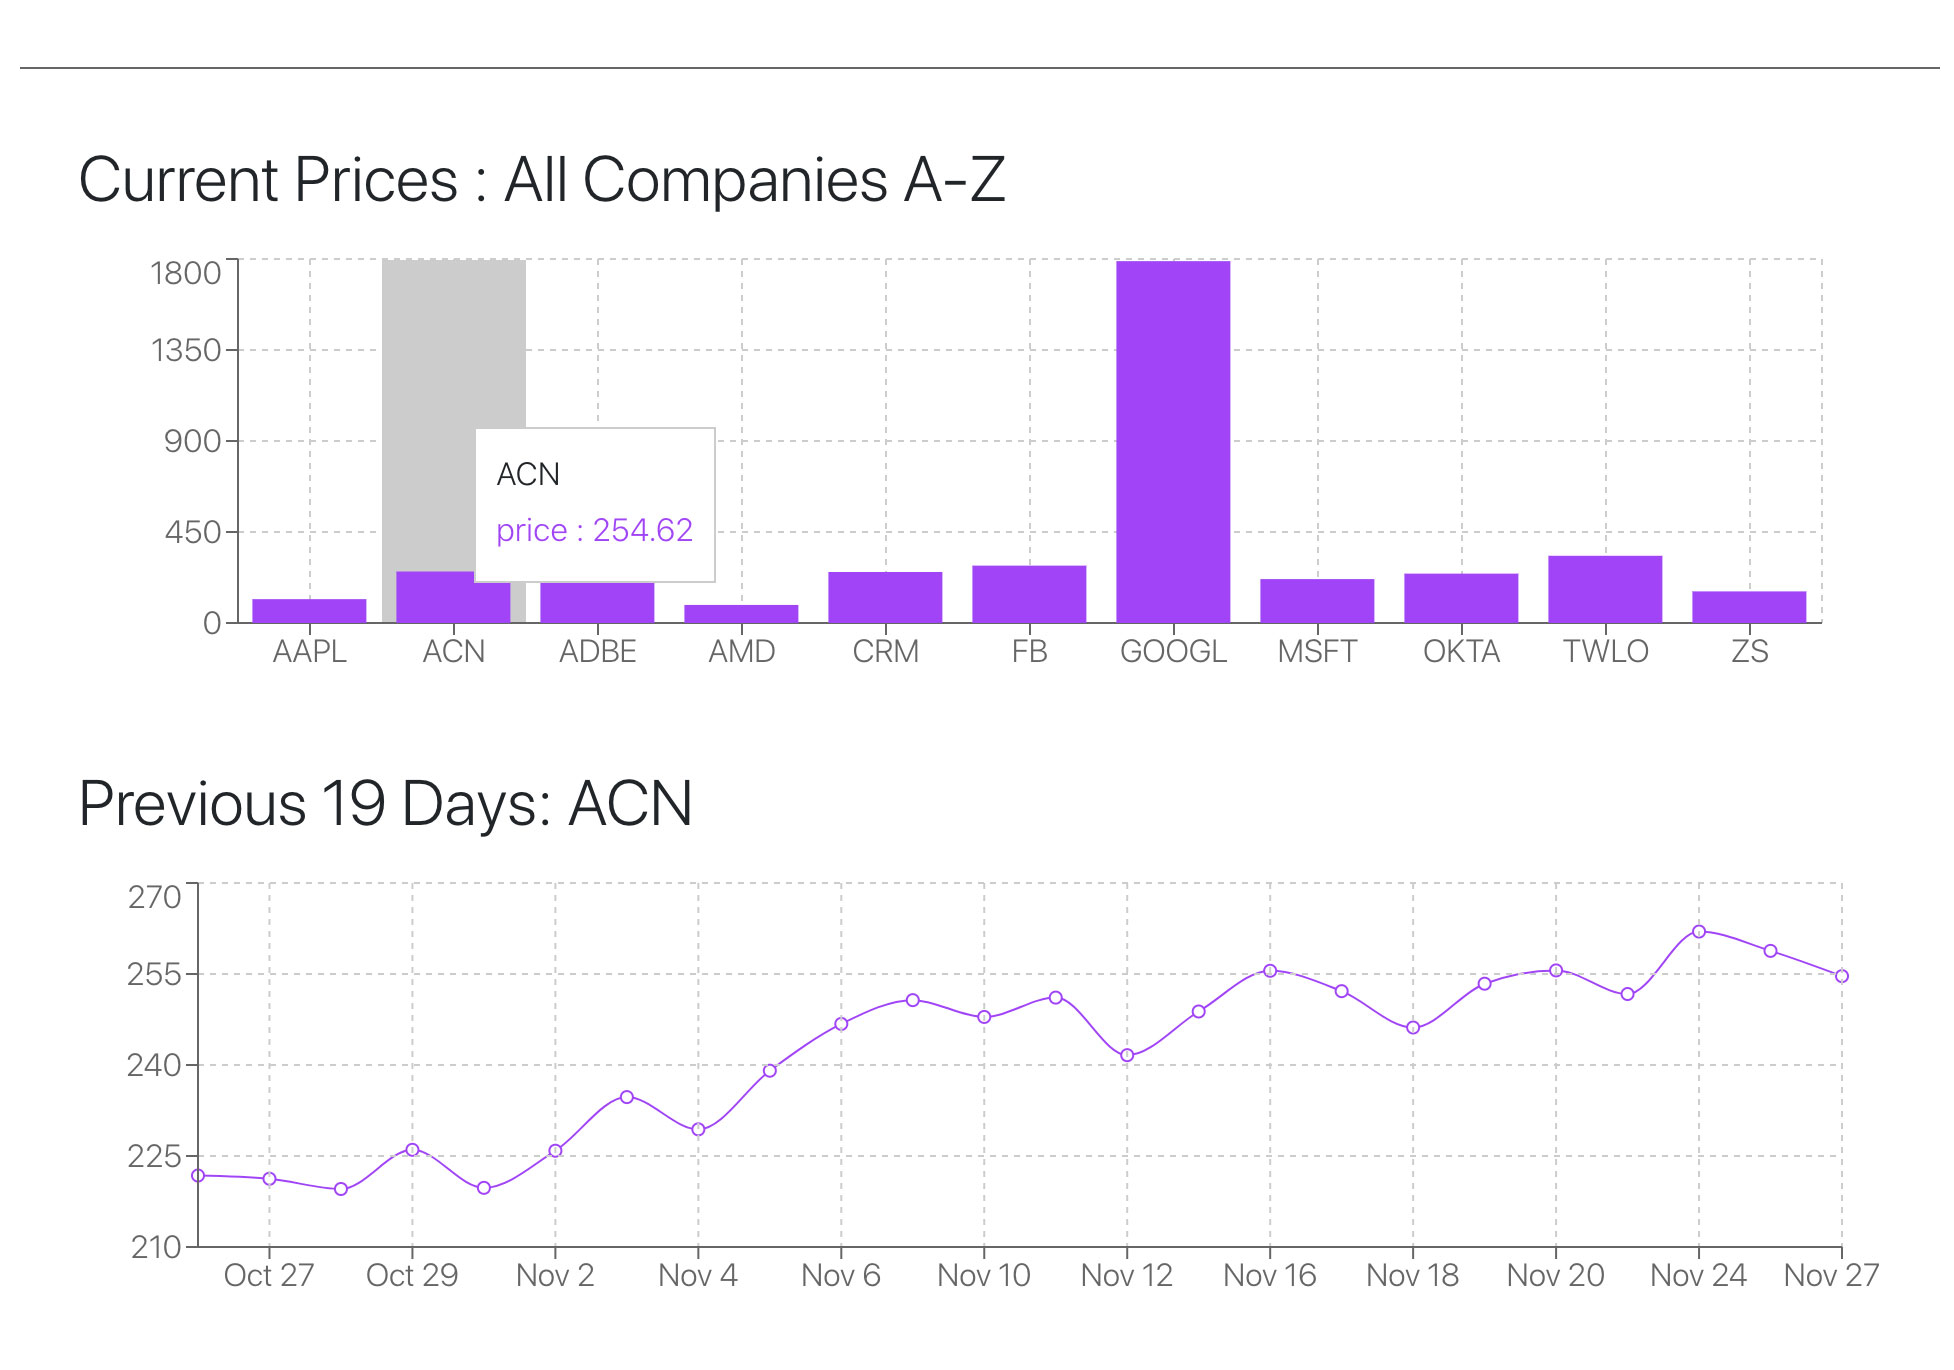 Current Prices : All Companies A-Z
1800
1350
900
450
0
ACN
price : 254.62
AAPL ACN ADBE AMD CRM FB GOOGL MSFT OKTA TWLO ZS
Previous 19 Days: ACN
270
255
240
225
210
Oct 27 Oct 29 Nov 2 Nov 4 Nov 6 Nov 10 Nov 12 Nov 16 Nov 18 Nov 20 Nov 24 Nov 27